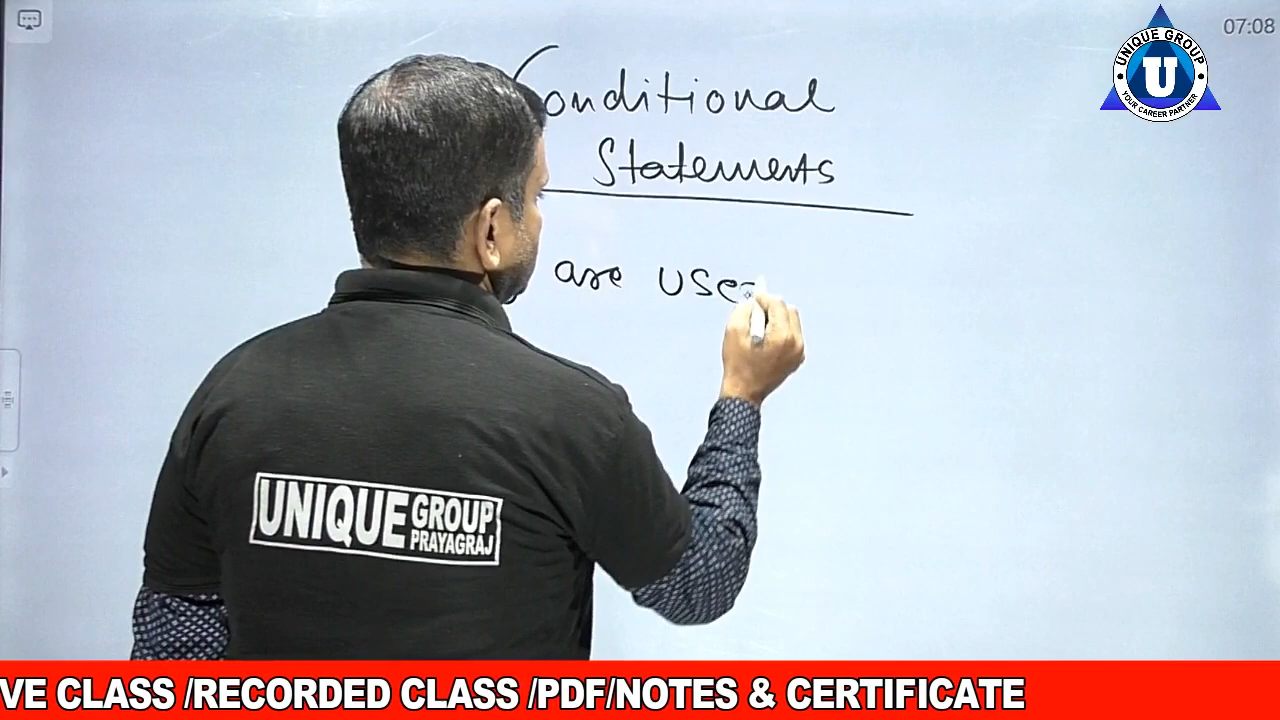 07:08
UNIQUE GROUP
U
YOUR CAREER PARTNER
Conditional
Statements
are use
UNIQUE GROUP
PRAYAGRAJ
VE CLASS /RECORDED CLASS /PDF/NOTES & CERTIFICATE